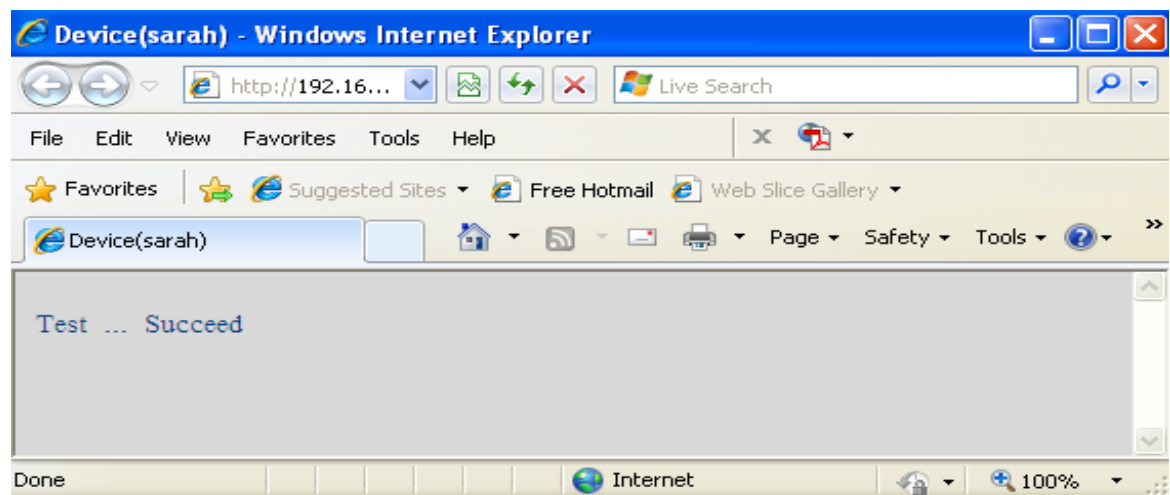 Device(sarah) - Windows Internet Explorer
http://192.16... Live Search
File Edit View Favorites Tools Help
Favorites Suggested Sites Free Hotmail Web Slice Gallery
Device(sarah) Page Safety Tools »
Test ... Succeed
Done Internet 100%